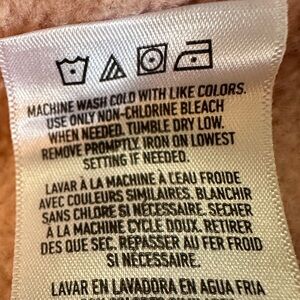 MACHINE WASH COLD WITH LIKE COLORS.
USE ONLY NON-CHLORINE BLEACH
WHEN NEEDED. TUMBLE DRY LOW.
REMOVE PROMPTLY. IRON ON LOWEST
SETTING IF NEEDED.
LAVAR À LA MACHINE À L'EAU FROIDE
AVEC COULEURS SIMILAIRES. BLANCHIR
SANS CHLORE SI NÉCESSAIRE. SÉCHER
À LA MACHINE CYCLE DOUX. RETIRER
DÈS QUE SEC. REPASSER AU FER FROID
SI NÉCESSAIRE.
LAVAR EN LAVADORA EN AGUA FRIA